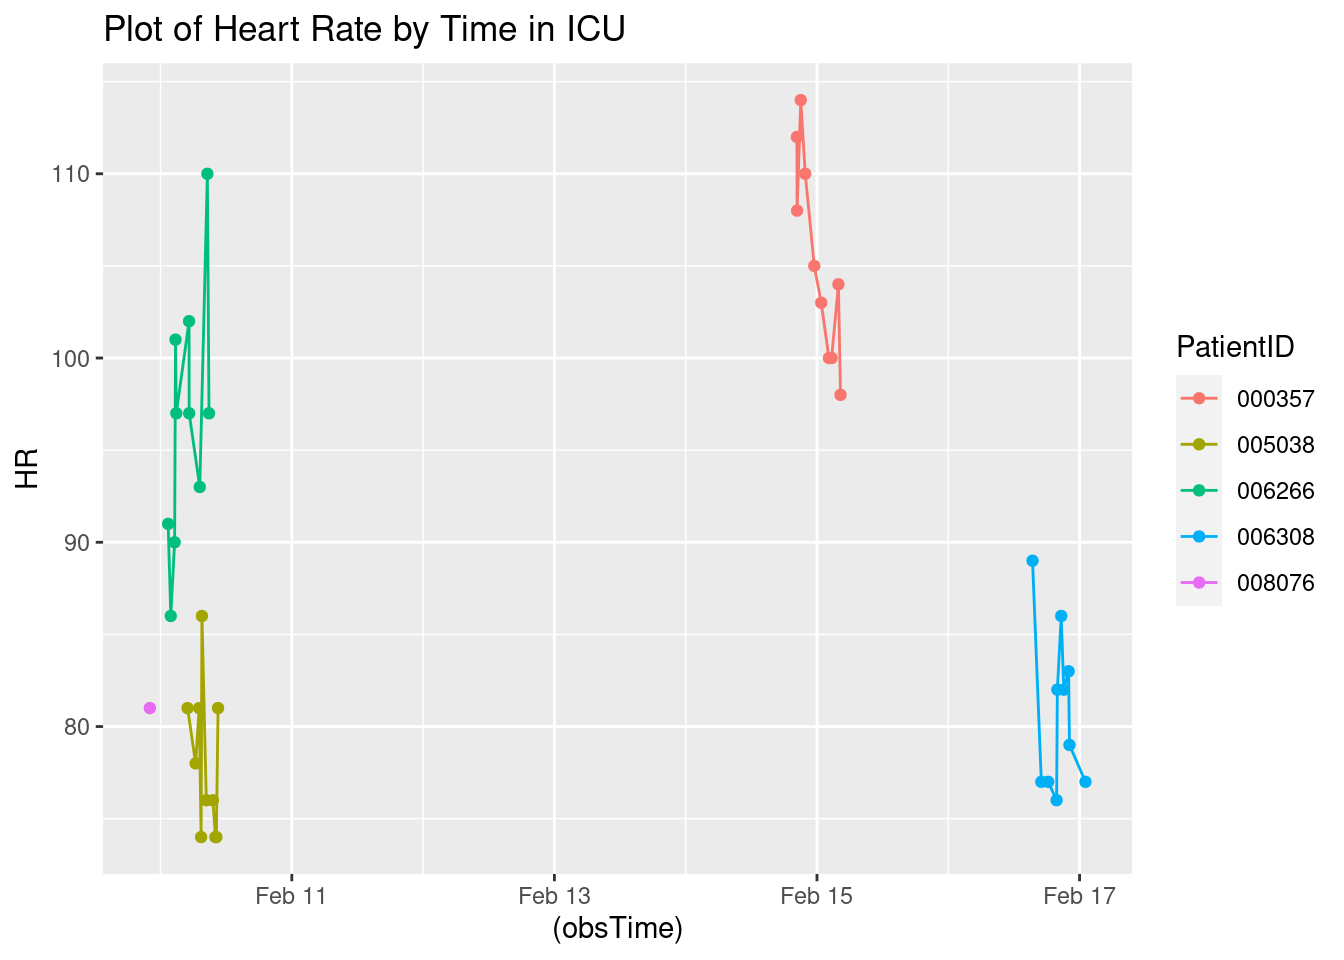 Plot of Heart Rate by Time in ICU
HR
110
100
90
80
Feb 11
Feb 13
Feb 15
Feb 17
(obsTime)
PatientID
000357
005038
006266
006308
008076